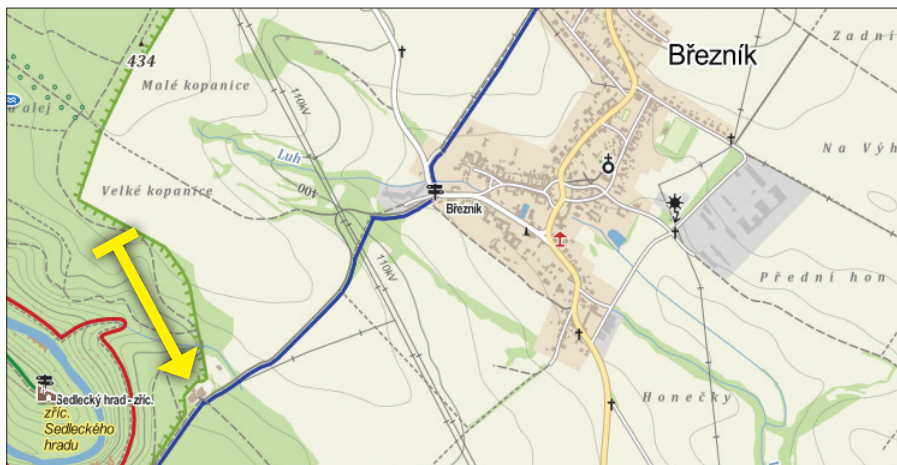 Březník
Zadní
434
Malé kopanice
alej
110kV
Luh
Na Výh
Velké kopanice
400
Březník
110kV
Přední hon
Sedlecký hrad - zříc.
zříc.
Sedleckého
hradu
Honečky